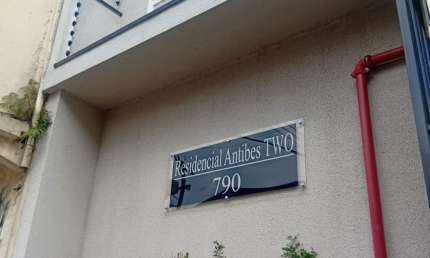 Residencial Antibes TWO
790